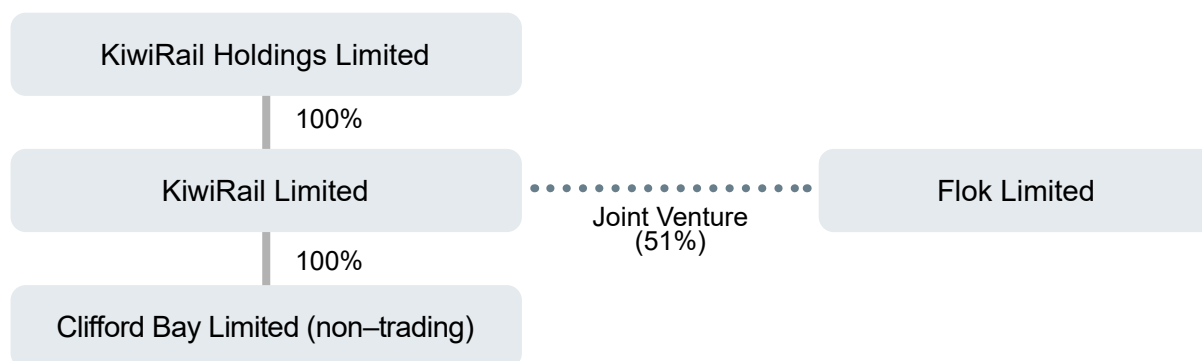 KiwiRail Holdings Limited
100%
KiwiRail Limited
Flok Limited
Joint Venture
(51%)
100%
Clifford Bay Limited (non–trading)